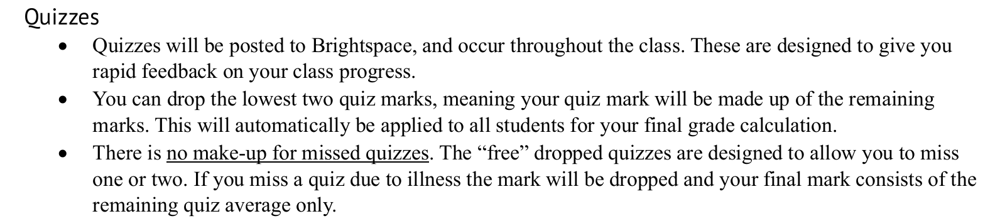 Quizzes
• Quizzes will be posted to Brightspace, and occur throughout the class. These are designed to give you
rapid feedback on your class progress.
• You can drop the lowest two quiz marks, meaning your quiz mark will be made up of the remaining
marks. This will automatically be applied to all students for your final grade calculation.
• There is no make-up for missed quizzes. The “free” dropped quizzes are designed to allow you to miss
one or two. If you miss a quiz due to illness the mark will be dropped and your final mark consists of the
remaining quiz average only.